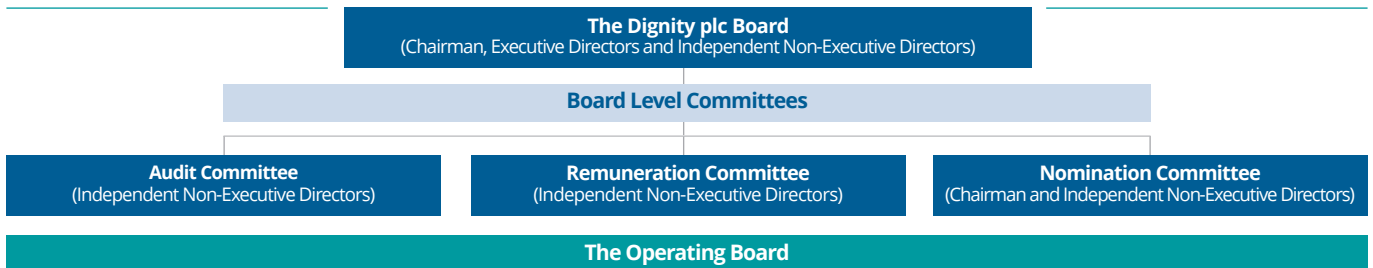 The Dignity plc Board
(Chairman, Executive Directors and Independent Non-Executive Directors)
Board Level Committees
Audit Committee
(Independent Non-Executive Directors)
Remuneration Committee
(Independent Non-Executive Directors)
Nomination Committee
(Chairman and Independent Non-Executive Directors)
The Operating Board